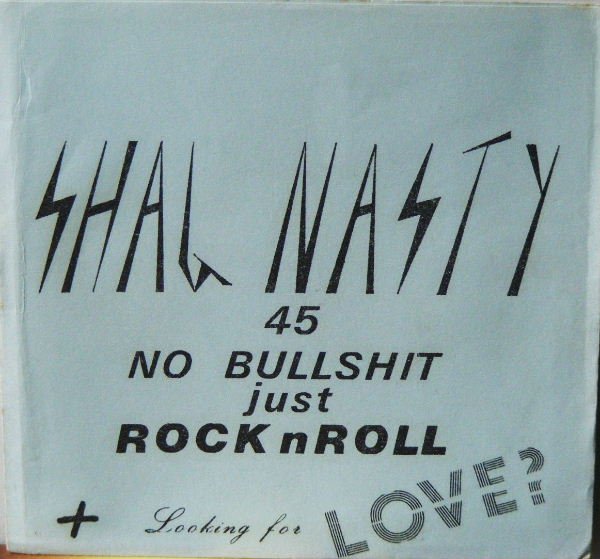 SHAG NASTY
45
NO BULLSHIT
just
ROCK nROLL
+ Looking for LOVE?